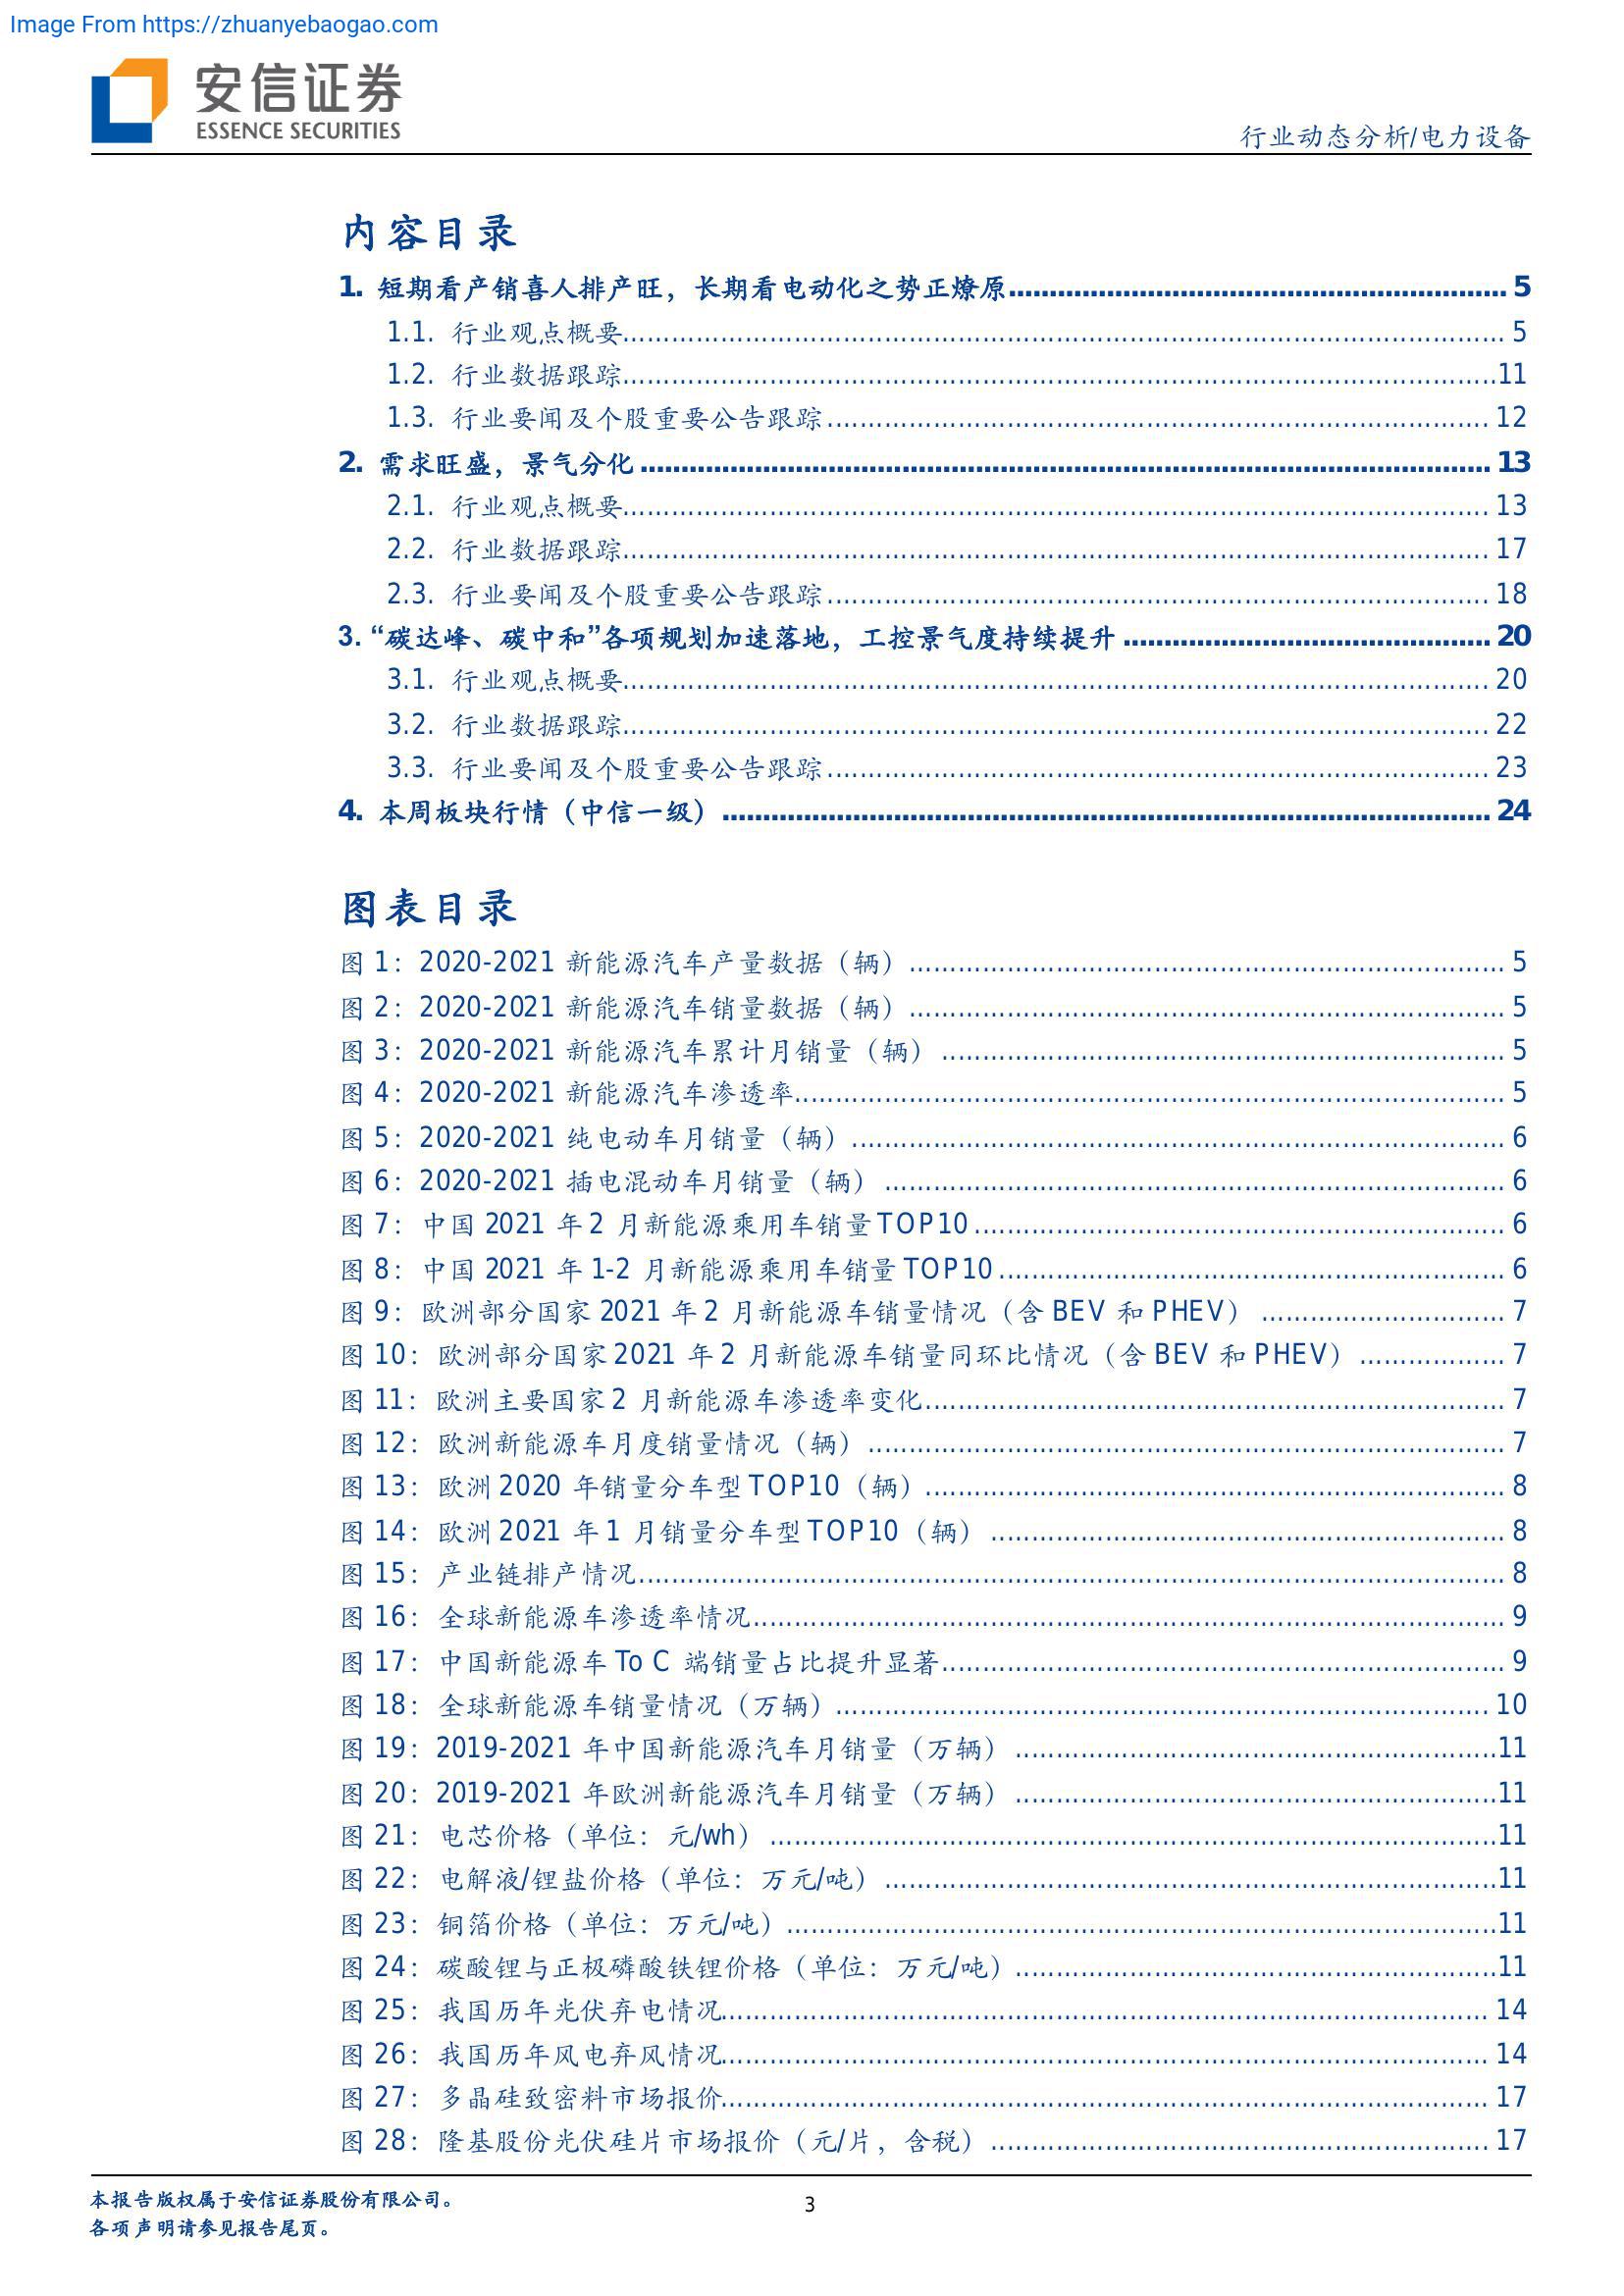 Image From https://zhuanyebaogao.com
安信证券
ESSENCE SECURITIES
行业动态分析/电力设备
内容目录
1. 短期看产销喜人排产旺，长期看电动化之势正燎原.......... 5
1.1. 行业观点概要.......... 5
1.2. 行业数据跟踪..........11
1.3. 行业要闻及个股重要公告跟踪.......... 12
2. 需求旺盛，景气分化.......... 13
2.1. 行业观点概要.......... 13
2.2. 行业数据跟踪.......... 17
2.3. 行业要闻及个股重要公告跟踪.......... 18
3. “碳达峰、碳中和”各项规划加速落地，工控景气度持续提升.......... 20
3.1. 行业观点概要.......... 20
3.2. 行业数据跟踪.......... 22
3.3. 行业要闻及个股重要公告跟踪.......... 23
4. 本周板块行情（中信一级）.......... 24
图表目录
图 1：2020-2021 新能源汽车产量数据（辆）.......... 5
图 2：2020-2021 新能源汽车销量数据（辆）.......... 5
图 3：2020-2021 新能源汽车累计月销量（辆）.......... 5
图 4：2020-2021 新能源汽车渗透率.......... 5
图 5：2020-2021 纯电动车月销量（辆）.......... 6
图 6：2020-2021 插电混动车月销量（辆）.......... 6
图 7：中国 2021 年 2 月新能源乘用车销量 TOP10.......... 6
图 8：中国 2021 年 1-2 月新能源乘用车销量 TOP10.......... 6
图 9：欧洲部分国家 2021 年 2 月新能源车销量情况（含 BEV 和 PHEV）.......... 7
图 10：欧洲部分国家 2021 年 2 月新能源车销量同环比情况（含 BEV 和 PHEV）.......... 7
图 11：欧洲主要国家 2 月新能源车渗透率变化.......... 7
图 12：欧洲新能源车月度销量情况（辆）.......... 7
图 13：欧洲 2020 年销量分车型 TOP10（辆）.......... 8
图 14：欧洲 2021 年 1 月销量分车型 TOP10（辆）.......... 8
图 15：产业链排产情况.......... 8
图 16：全球新能源车渗透率情况.......... 9
图 17：中国新能源车 To C 端销量占比提升显著.......... 9
图 18：全球新能源车销量情况（万辆）.......... 10
图 19：2019-2021 年中国新能源汽车月销量（万辆）..........11
图 20：2019-2021 年欧洲新能源汽车月销量（万辆）..........11
图 21：电芯价格（单位：元/wh）..........11
图 22：电解液/锂盐价格（单位：万元/吨）..........11
图 23：铜箔价格（单位：万元/吨）..........11
图 24：碳酸锂与正极磷酸铁锂价格（单位：万元/吨）..........11
图 25：我国历年光伏弃电情况.......... 14
图 26：我国历年风电弃风情况.......... 14
图 27：多晶硅致密料市场报价.......... 17
图 28：隆基股份光伏硅片市场报价（元/片，含税）.......... 17
本报告版权属于安信证券股份有限公司。
3
各项声明请参见报告尾页。